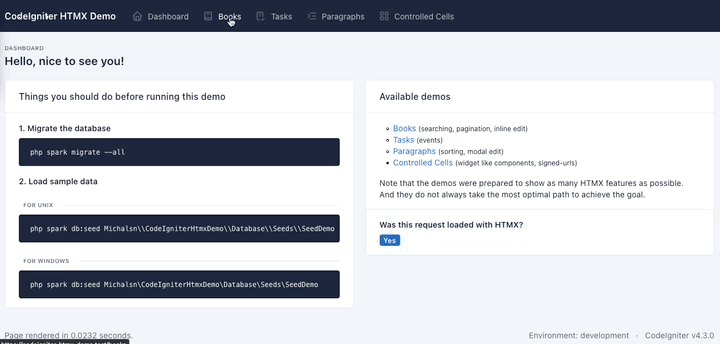 CodeIgniter HTMX Demo Dashboard Books Tasks Paragraphs Controlled Cells
DASHBOARD
Hello, nice to see you!
Things you should do before running this demo
1. Migrate the database
php spark migrate --all
2. Load sample data
FOR UNIX
php spark db:seed Michalsn\\CodeIgniterHtmxDemo\\Database\\Seeds\\SeedDemo
FOR WINDOWS
php spark db:seed Michalsn\CodeIgniterHtmxDemo\Database\Seeds\SeedDemo
Available demos
Books (searching, pagination, inline edit)
Tasks (events)
Paragraphs (sorting, modal edit)
Controlled Cells (widget like components, signed-urls)
Note that the demos were prepared to show as many HTMX features as possible.
And they do not always take the most optimal path to achieve the goal.
Was this request loaded with HTMX?
Yes
Page rendered in 0.0232 seconds.
Environment: development · CodeIgniter v4.3.0